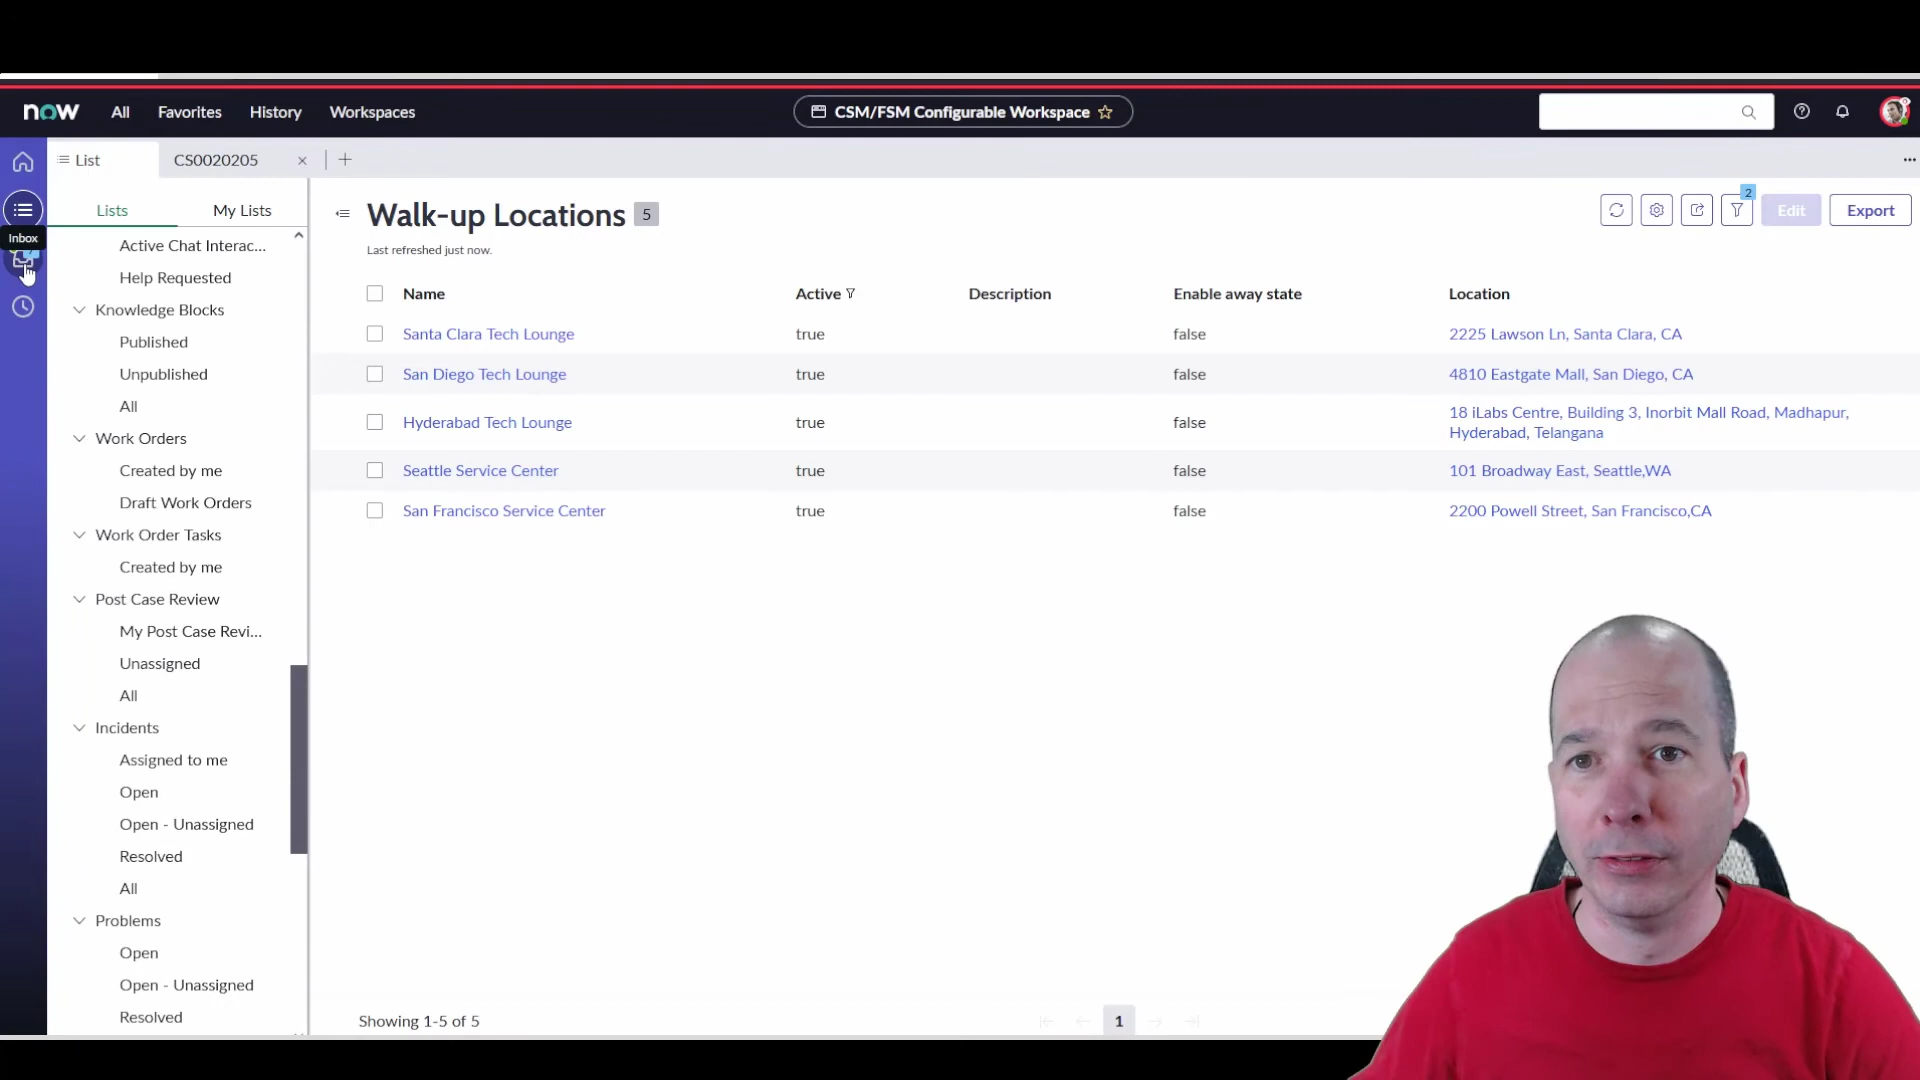 now
All
Favorites
History
Workspaces
CSM/FSM Configurable Workspace
List
CS0020205
Inbox
Lists
My Lists
Active Chat Interac...
Help Requested
Knowledge Blocks
Published
Unpublished
All
Work Orders
Created by me
Draft Work Orders
Work Order Tasks
Created by me
Post Case Review
My Post Case Revi...
Unassigned
All
Incidents
Assigned to me
Open
Open - Unassigned
Resolved
All
Problems
Open
Open - Unassigned
Resolved
Walk-up Locations 5
Last refreshed just now.
2
Edit
Export
Name Active Description Enable away state Location
Santa Clara Tech Lounge true false 2225 Lawson Ln, Santa Clara, CA
San Diego Tech Lounge true false 4810 Eastgate Mall, San Diego, CA
Hyderabad Tech Lounge true false 18 iLabs Centre, Building 3, Inorbit Mall Road, Madhapur,
Hyderabad, Telangana
Seattle Service Center true false 101 Broadway East, Seattle,WA
San Francisco Service Center true false 2200 Powell Street, San Francisco,CA
Showing 1-5 of 5
1